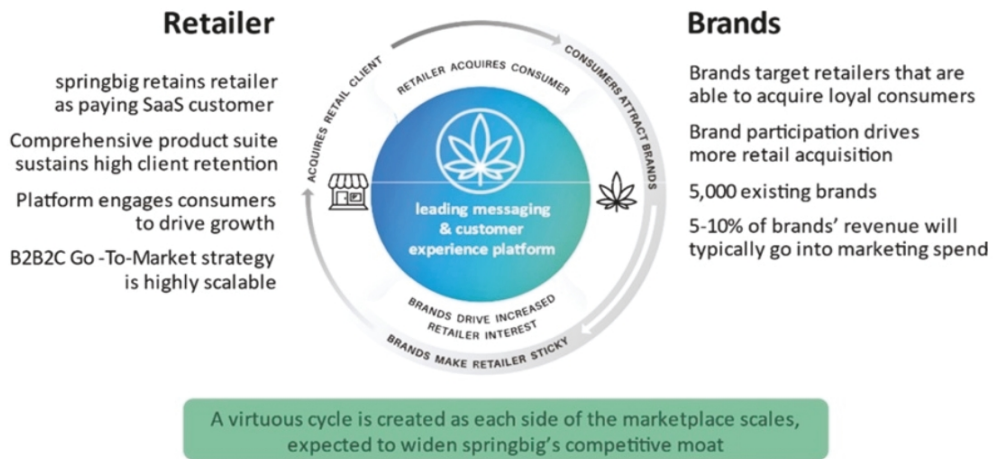 Retailer
springbig retains retailer
as paying SaaS customer
Comprehensive product suite
sustains high client retention
Platform engages consumers
to drive growth
B2B2C Go -To-Market strategy
is highly scalable
ACQUIRES RETAIL CLIENT
RETAILER ACQUIRES CONSUMER
CONSUMERS ATTRACT BRANDS
leading messaging
& customer
experience platform
BRANDS DRIVE INCREASED
RETAILER INTEREST
BRANDS MAKE RETAILER STICKY
Brands
Brands target retailers that are
able to acquire loyal consumers
Brand participation drives
more retail acquisition
5,000 existing brands
5-10% of brands’ revenue will
typically go into marketing spend
A virtuous cycle is created as each side of the marketplace scales,
expected to widen springbig’s competitive moat